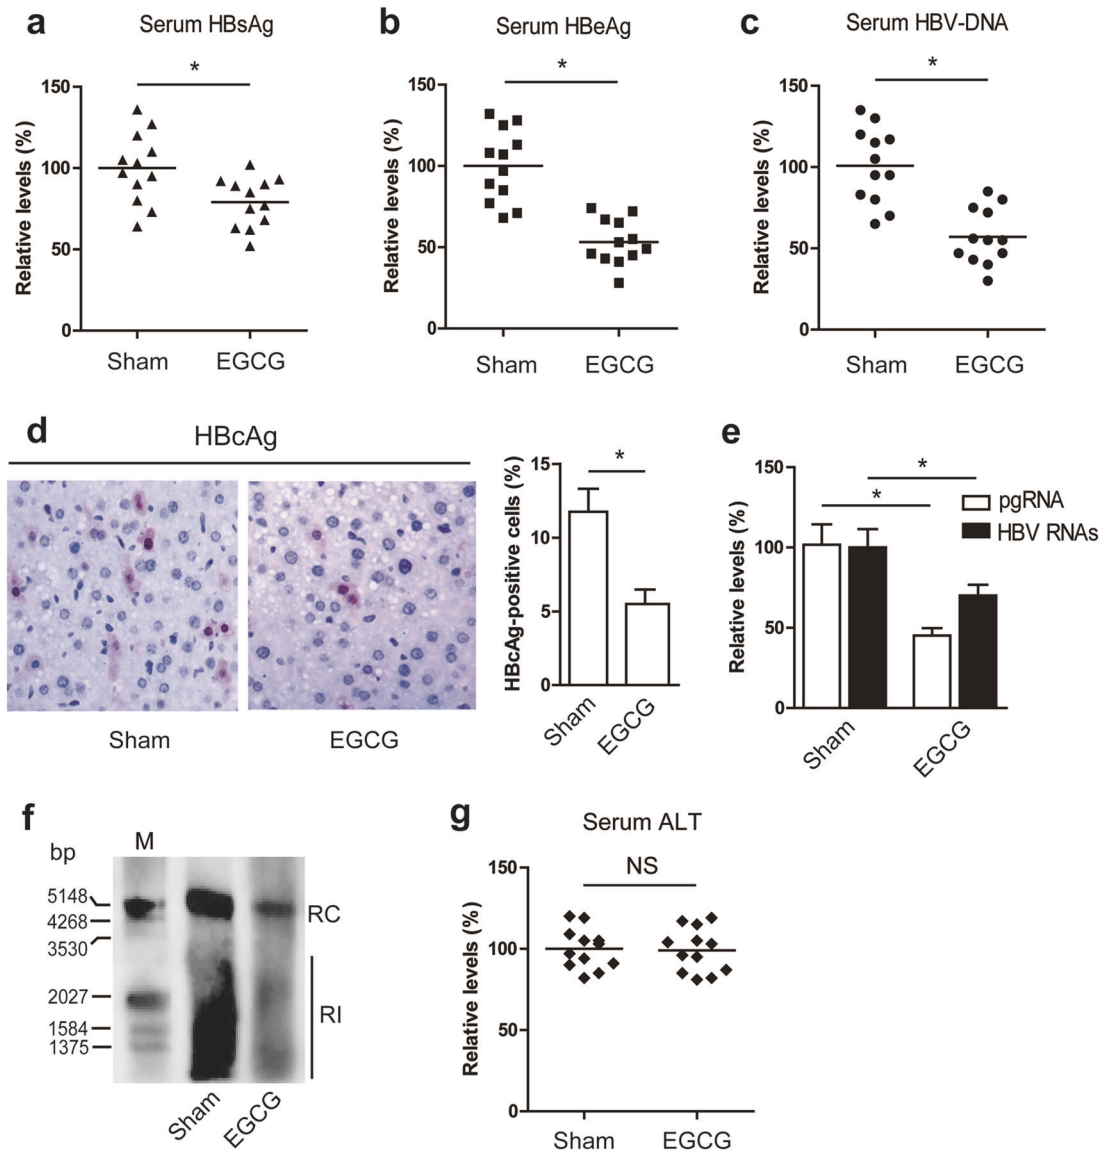 a
Serum HBsAg
*
Relative levels (%)
150
100
50
0
Sham
EGCG
b
Serum HBeAg
*
Relative levels (%)
150
100
50
0
Sham
EGCG
c
Serum HBV-DNA
*
Relative levels (%)
150
100
50
0
Sham
EGCG
d
HBcAg
Sham
EGCG
HBcAg-positive cells (%)
15
10
5
0
*
Sham
EGCG
e
Relative levels (%)
150
100
50
0
*
*
pgRNA
HBV RNAs
Sham
EGCG
f
bp
M
5148
4268
3530
2027
1584
1375
RC
RI
Sham
EGCG
g
Serum ALT
NS
Relative levels (%)
150
100
50
0
Sham
EGCG